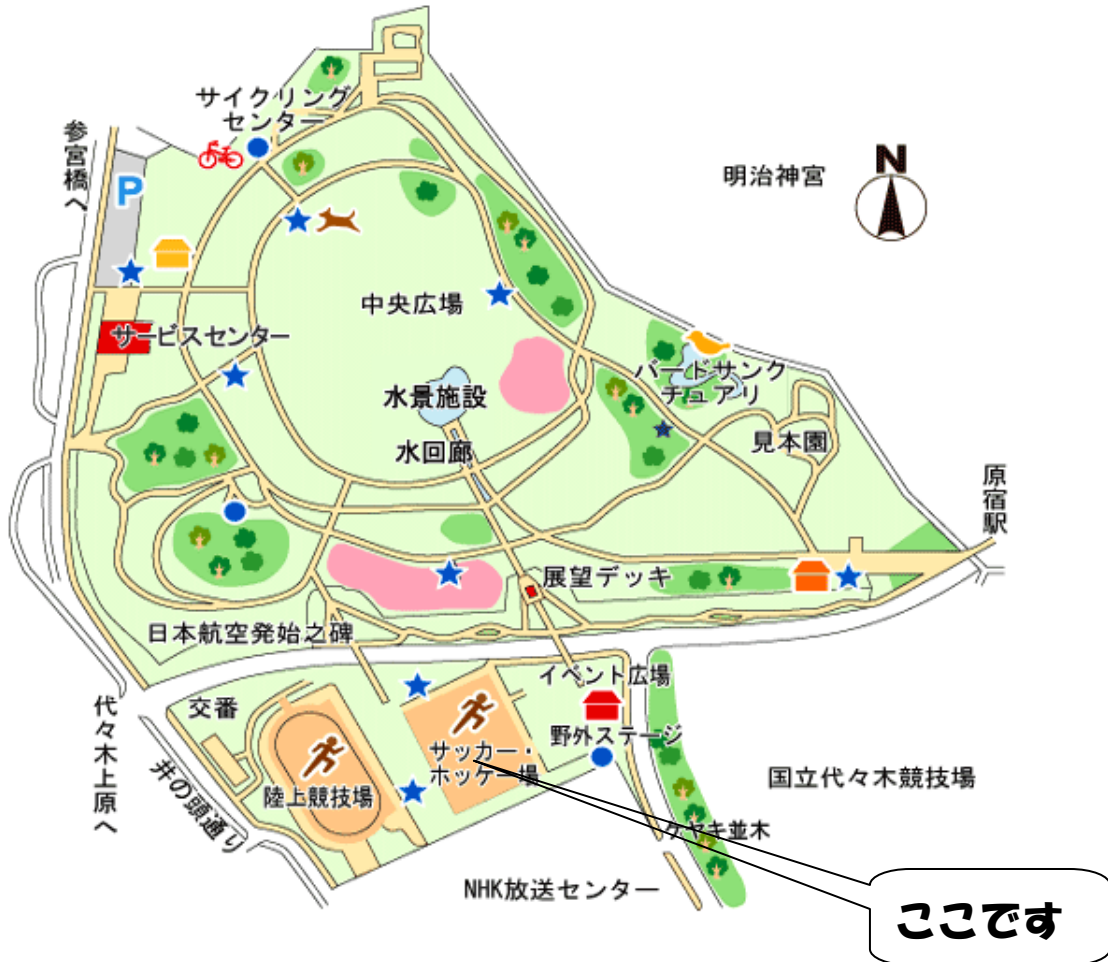 サイクリング
センター
参宮橋へ
P
N
明治神宮
中央広場
サービスセンター
バードサンク
チュアリ
水景施設
見本園
水回廊
原宿駅
展望デッキ
日本航空発始之碑
イベント広場
交番
代々木上原へ
野外ステージ
サッカー・
ホッケー場
井の頭通り
陸上競技場
国立代々木競技場
ケヤキ並木
NHK放送センター
ここです